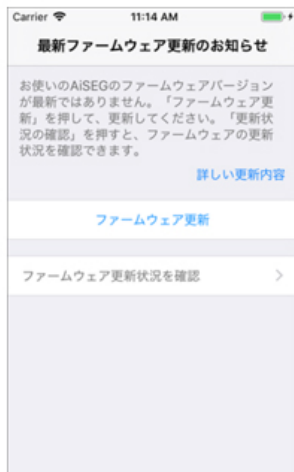 Carrier 11:14 AM
最新ファームウェア更新のお知らせ
お使いのAiSEGのファームウェアバージョン
が最新ではありません。「ファームウェア更
新」を押して、更新してください。「更新状
況の確認」を押すと、ファームウェアの更新
状況を確認できます。
詳しい更新内容
ファームウェア更新
ファームウェア更新状況を確認